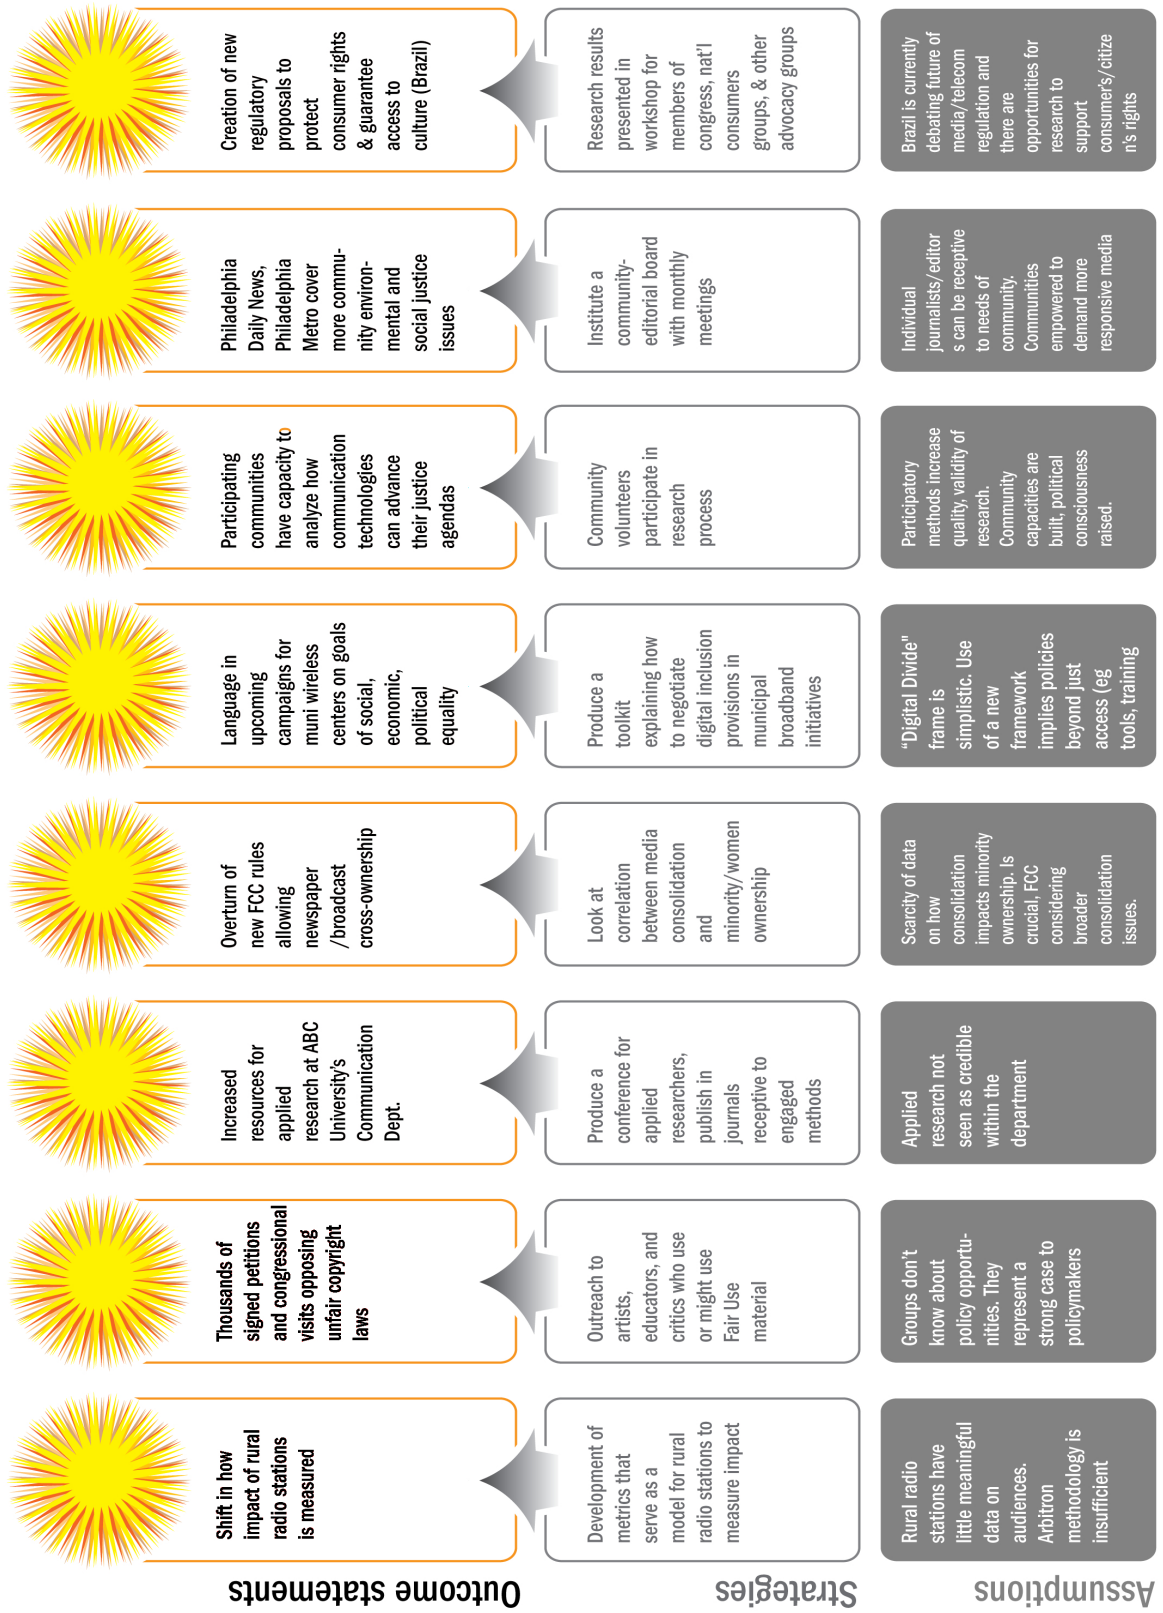 Outcome statements
Shift in how
impact of rural
radio stations
is measured
Thousands of
signed petitions
and congressional
visits opposing
unfair copyright
laws
Increased
resources for
applied
research at ABC
University's
Communication
Dept.
Overturn of
new FCC rules
allowing
newspaper
/broadcast
cross-ownership
Language in
upcoming
campaigns for
muni wireless
centers on goals
of social,
economic,
political
equality
Participating
communities
have capacity to
analyze how
communication
technologies
can advance
their justice
agendas
Philadelphia
Daily News,
Philadelphia
Metro cover
more commu-
nity environ-
mental and
social justice
issues
Creation of new
regulatory
proposals to
protect
consumer rights
& guarantee
access to
culture (Brazil)
Strategies
Development of
metrics that
serve as a
model for rural
radio stations to
measure impact
Outreach to
artists,
educators, and
critics who use
or might use
Fair Use
material
Produce a
conference for
applied
researchers,
publish in
journals
receptive to
engaged
methods
Look at
correlation
between media
consolidation
and
minority/women
ownership
Produce a
toolkit
explaining how
to negotiate
digital inclusion
provisions in
municipal
broadband
initiatives
Community
volunteers
participate in
research
process
Institute a
community-
editorial board
with monthly
meetings
Research results
presented in
workshop for
members of
congress, nat'l
consumers
groups, & other
advocacy groups
Assumptions
Rural radio
stations have
little meaningful
data on
audiences.
Arbitron
methodology is
insufficient
Groups don't
know about
policy opportu-
nities. They
represent a
strong case to
policymakers
Applied
research not
seen as credible
within the
department
Scarcity of data
on how
consolidation
impacts minority
ownership. Is
crucial, FCC
considering
broader
consolidation
issues.
“Digital Divide"
frame is
simplistic. Use
of a new
framework
implies policies
beyond just
access (eg
tools, training
Participatory
methods increase
quality, validity of
research.
Community
capacities are
built, political
consciousness
raised.
Individual
journalists/editor
s can be receptive
to needs of
community.
Communities
empowered to
demand more
responsive media
Brazil is currently
debating future of
media/telecom
regulation and
there are
opportunities for
research to
support
consumer's/citize
n's rights